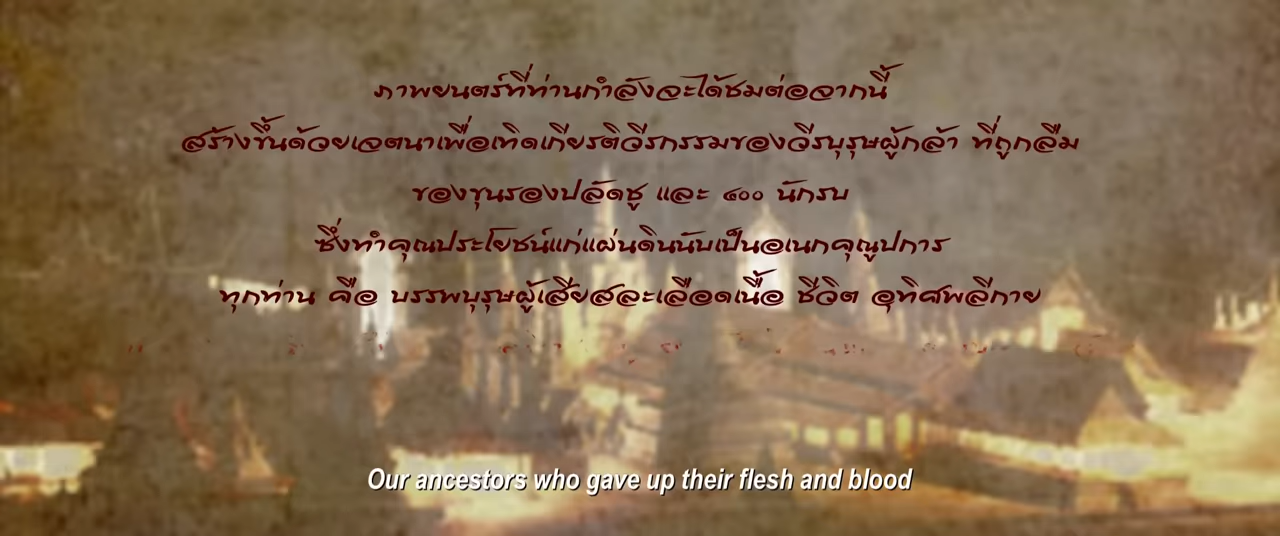 ภาพยนตร์ที่ท่านกำลังจะได้ชมต่อจากนี้
สร้างขึ้นด้วยเจตนาเพื่อเทิดเกียรติวีรกรรมของวีรบุรุษผู้กล้า ที่ถูกลืม
ของขุนรองปลัดชู และ ๔๐๐ นักรบ
ซึ่งทำคุณประโยชน์แก่แผ่นดินนับเป็นอเนกคุณูปการ
ทุกท่าน คือ บรรพบุรุษผู้เสียสละเลือดเนื้อ ชีวิต อุทิศพลีกาย
Our ancestors who gave up their flesh and blood